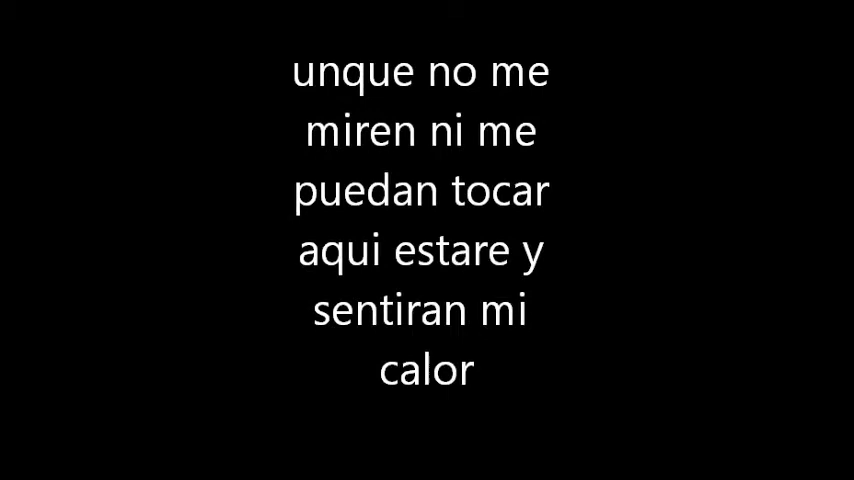 unque no me
miren ni me
puedan tocar
aqui estare y
sentiran mi
calor